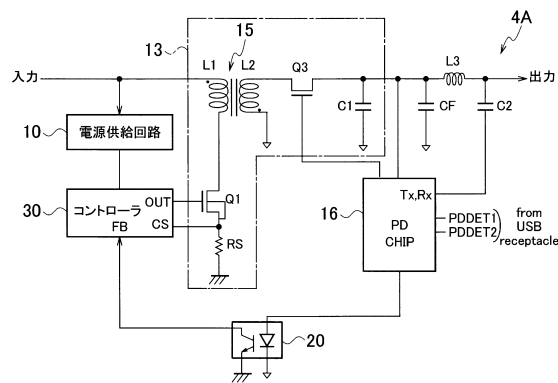 4A
13
15
L1
L2
Q3
L3
入力
出力
C1
CF
C2
10
電源供給回路
30
コントローラ
OUT
FB
CS
Q1
RS
16
Tx,Rx
PD
CHIP
PDDET1
PDDET2
from
USB
receptacle
20